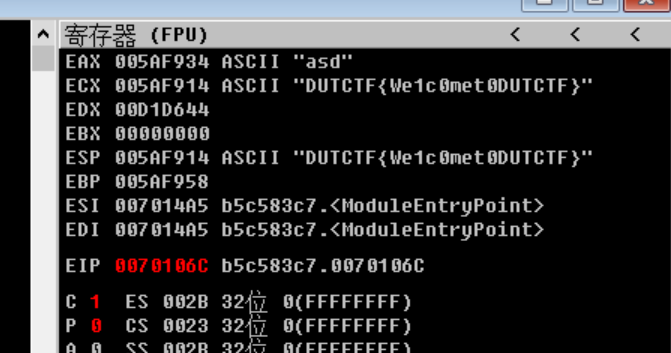 寄存器 (FPU) < < <
EAX 005AF934 ASCII "asd"
ECX 005AF914 ASCII "DUTCTF{We1c0met0DUTCTF}"
EDX 00D1D644
EBX 00000000
ESP 005AF914 ASCII "DUTCTF{We1c0met0DUTCTF}"
EBP 005AF958
ESI 007014A5 b5c583c7.<ModuleEntryPoint>
EDI 007014A5 b5c583c7.<ModuleEntryPoint>
EIP 0070106C b5c583c7.0070106C
C 1 ES 002B 32位 0(FFFFFFFF)
P 0 CS 0023 32位 0(FFFFFFFF)
A 0 SS 002B 32位 0(FFFFFFFF)